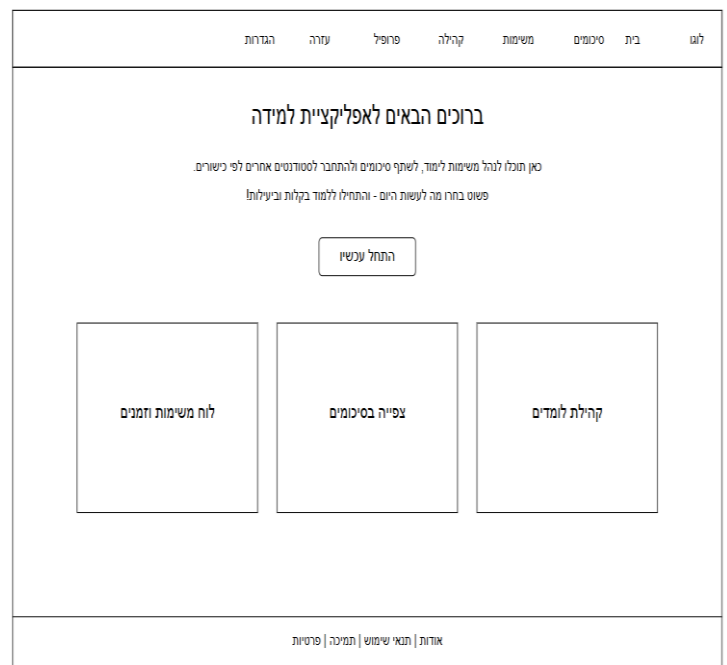 לוגו בית סיכומים משימות קהילה פרופיל עזרה הגדרות
ברוכים הבאים לאפליקציית למידה
כאן תוכלו לנהל משימות לימוד, לשתף סיכומים ולהתחבר לסטודנטים אחרים לפי כישורים.
פשוט בחרו מה לעשות היום - והתחילו ללמוד בקלות וביעילות!
התחל עכשיו
קהילת לומדים צפייה בסיכומים לוח משימות וזמנים
אודות | תנאי שימוש | תמיכה | פרטיות